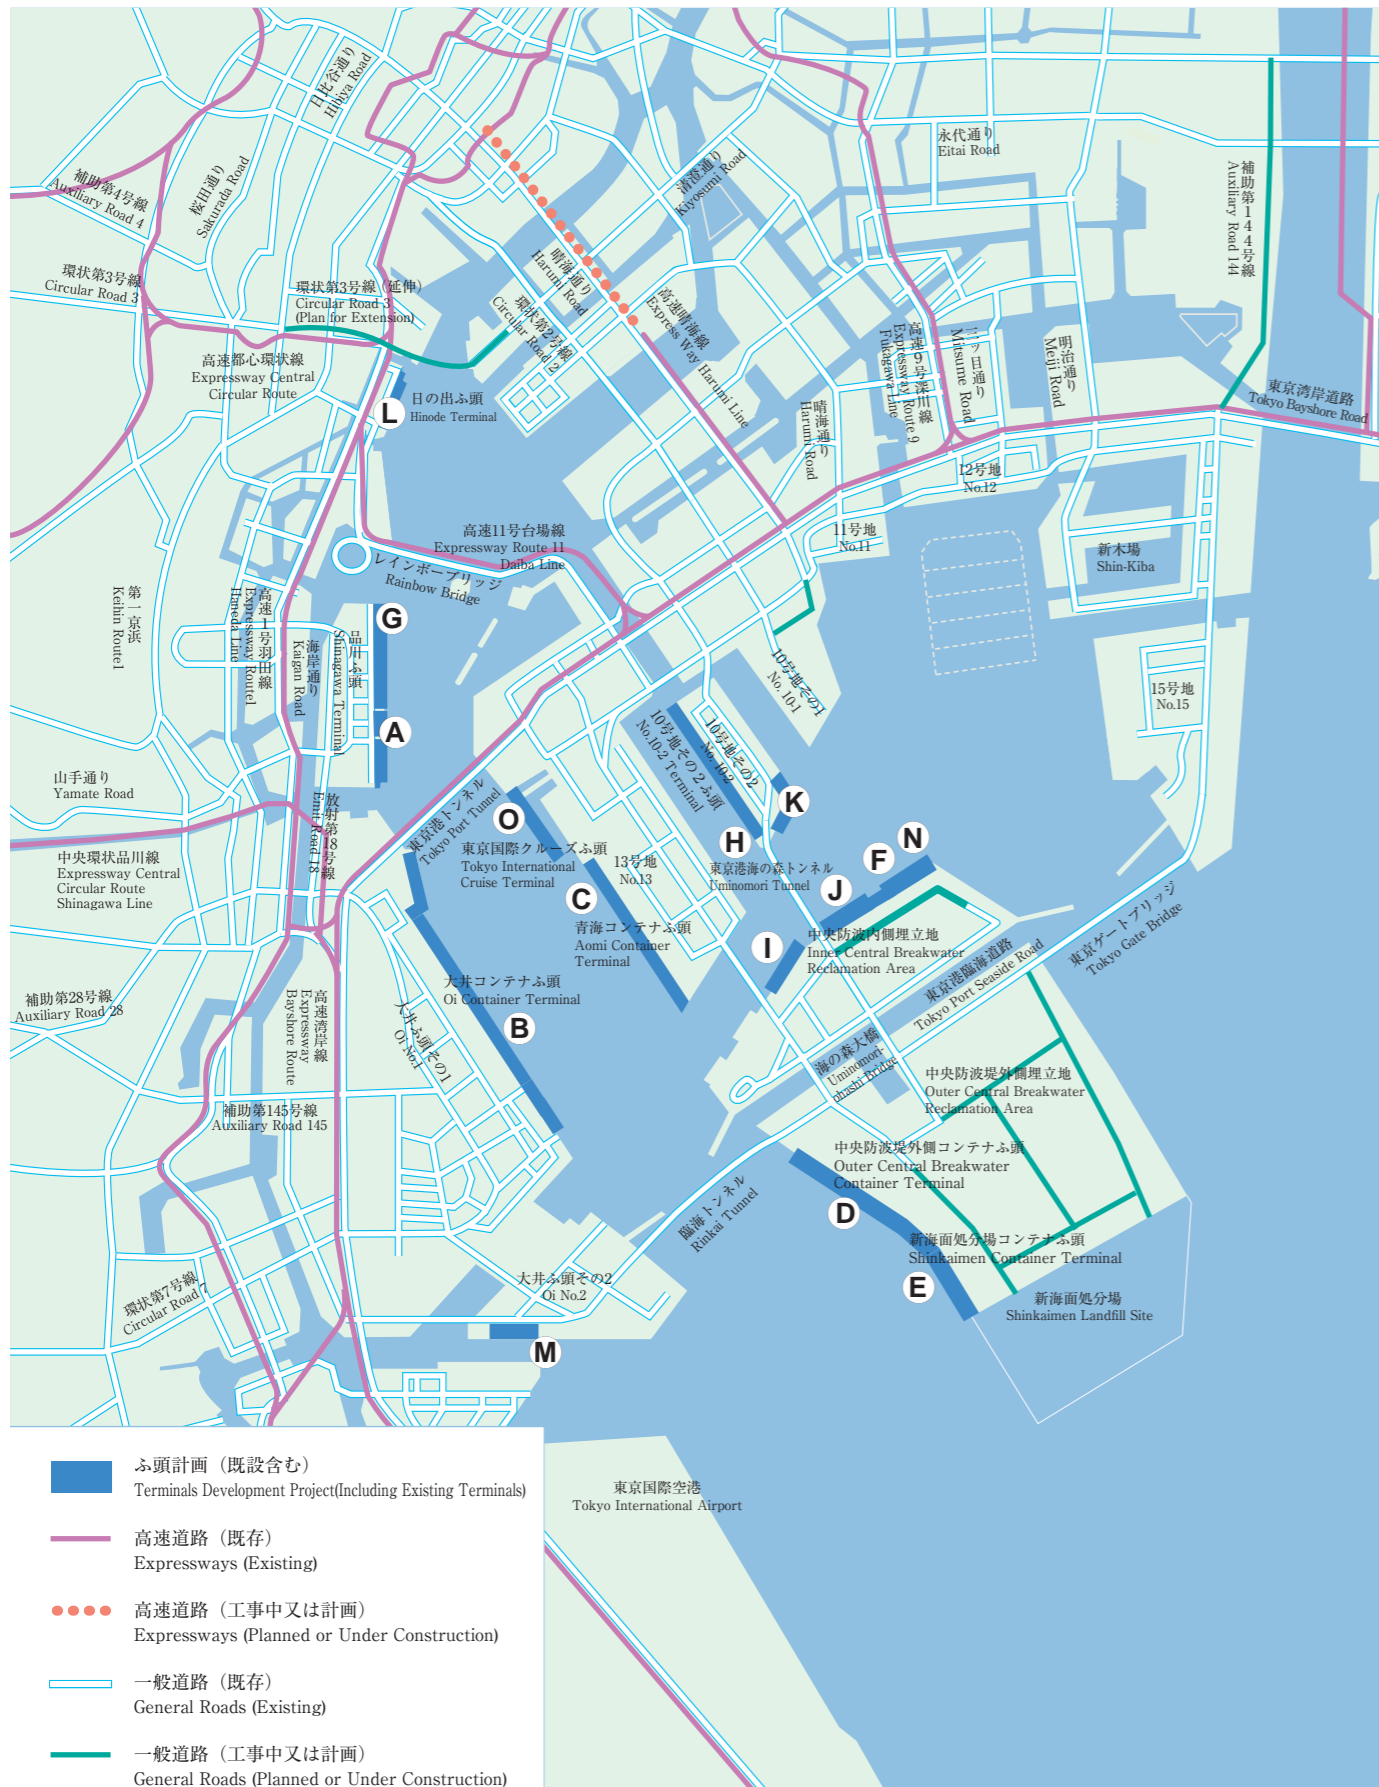 日比谷通り
Hibiya Road
桜田通り
Sakurada Road
補助第4号線
Auxiliary Road 4
環状第3号線
Circular Road 3
環状第3号線（延伸）
Circular Road 3
(Plan for Extension)
高速都心環状線
Expressway Central
Circular Route
日の出ふ頭
Hinode Terminal
L
晴海通り
Harumi Road
環状第2号線
Circular Road 2
清澄通り
Kiyosumi Road
高速晴海線
Express Way Harumi Line
永代通り
Eitai Road
補助第144号線
Auxiliary Road 144
高速9号深川線
Expressway Route 9
Fukagawa Line
三ッ目通り
Mitsume Road
明治通り
Meiji Road
晴海通り
Harumi Road
東京湾岸道路
Tokyo Bayshore Road
12号地
No.12
11号地
No.11
新木場
Shin-Kiba
高速11号台場線
Expressway Route 11
Daiba Line
レインボーブリッジ
Rainbow Bridge
第一京浜
Keihin Route1
高速1号羽田線
Expressway Route1
Haneda Line
海岸通り
Kaigan Road
品川ふ頭
Shinagawa Terminal
G
A
10号地その1
No. 10-1
15号地
No.15
10号地その2
No. 10-2
10号地その２ふ頭
No.10-2 Terminal
K
H
山手通り
Yamate Road
放射第18号線
Emit Road 18
東京港トンネル
Tokyo Port Tunnel
O
東京国際クルーズふ頭
Tokyo International
Cruise Terminal
13号地
No.13
C
青海コンテナふ頭
Aomi Container
Terminal
東京港海の森トンネル
Uminomori Tunnel
N
F
J
I
中央防波内側埋立地
Inner Central Breakwater
Reclamation Area
東京ゲートブリッジ
Tokyo Gate Bridge
東京港臨海道路
Tokyo Port Seaside Road
中央環状品川線
Expressway Central
Circular Route
Shinagawa Line
大井コンテナふ頭
Oi Container Terminal
B
補助第28号線
Auxiliary Road 28
高速湾岸線
Expressway
Bayshore Route
大井ふ頭その1
Oi No.1
海の森大橋
Uminomori-
ohashi Bridge
中央防波堤外側埋立地
Outer Central Breakwater
Reclamation Area
補助第145号線
Auxiliary Road 145
中央防波堤外側コンテナふ頭
Outer Central Breakwater
Container Terminal
D
臨海トンネル
Rinkai Tunnel
新海面処分場コンテナふ頭
Shinkaimen Container Terminal
E
新海面処分場
Shinkaimen Landfill Site
大井ふ頭その2
Oi No.2
M
環状第7号線
Circular Road 7
東京国際空港
Tokyo International Airport
ふ頭計画（既設含む）
Terminals Development Project(Including Existing Terminals)
高速道路（既存）
Expressways (Existing)
高速道路（工事中又は計画）
Expressways (Planned or Under Construction)
一般道路（既存）
General Roads (Existing)
一般道路（工事中又は計画）
General Roads (Planned or Under Construction)